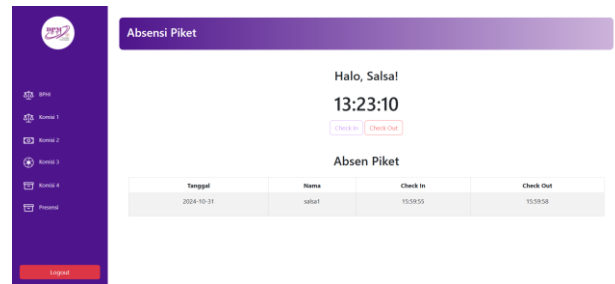 Absensi Piket
BPHI
Komisi 1
Komisi 2
Komisi 3
Komisi 4
Presensi
Logout
Halo, Salsa!
13:23:10
Check In Check Out
Absen Piket
Tanggal Nama Check In Check Out
2024-10-31 salsa1 15:59:55 15:59:58